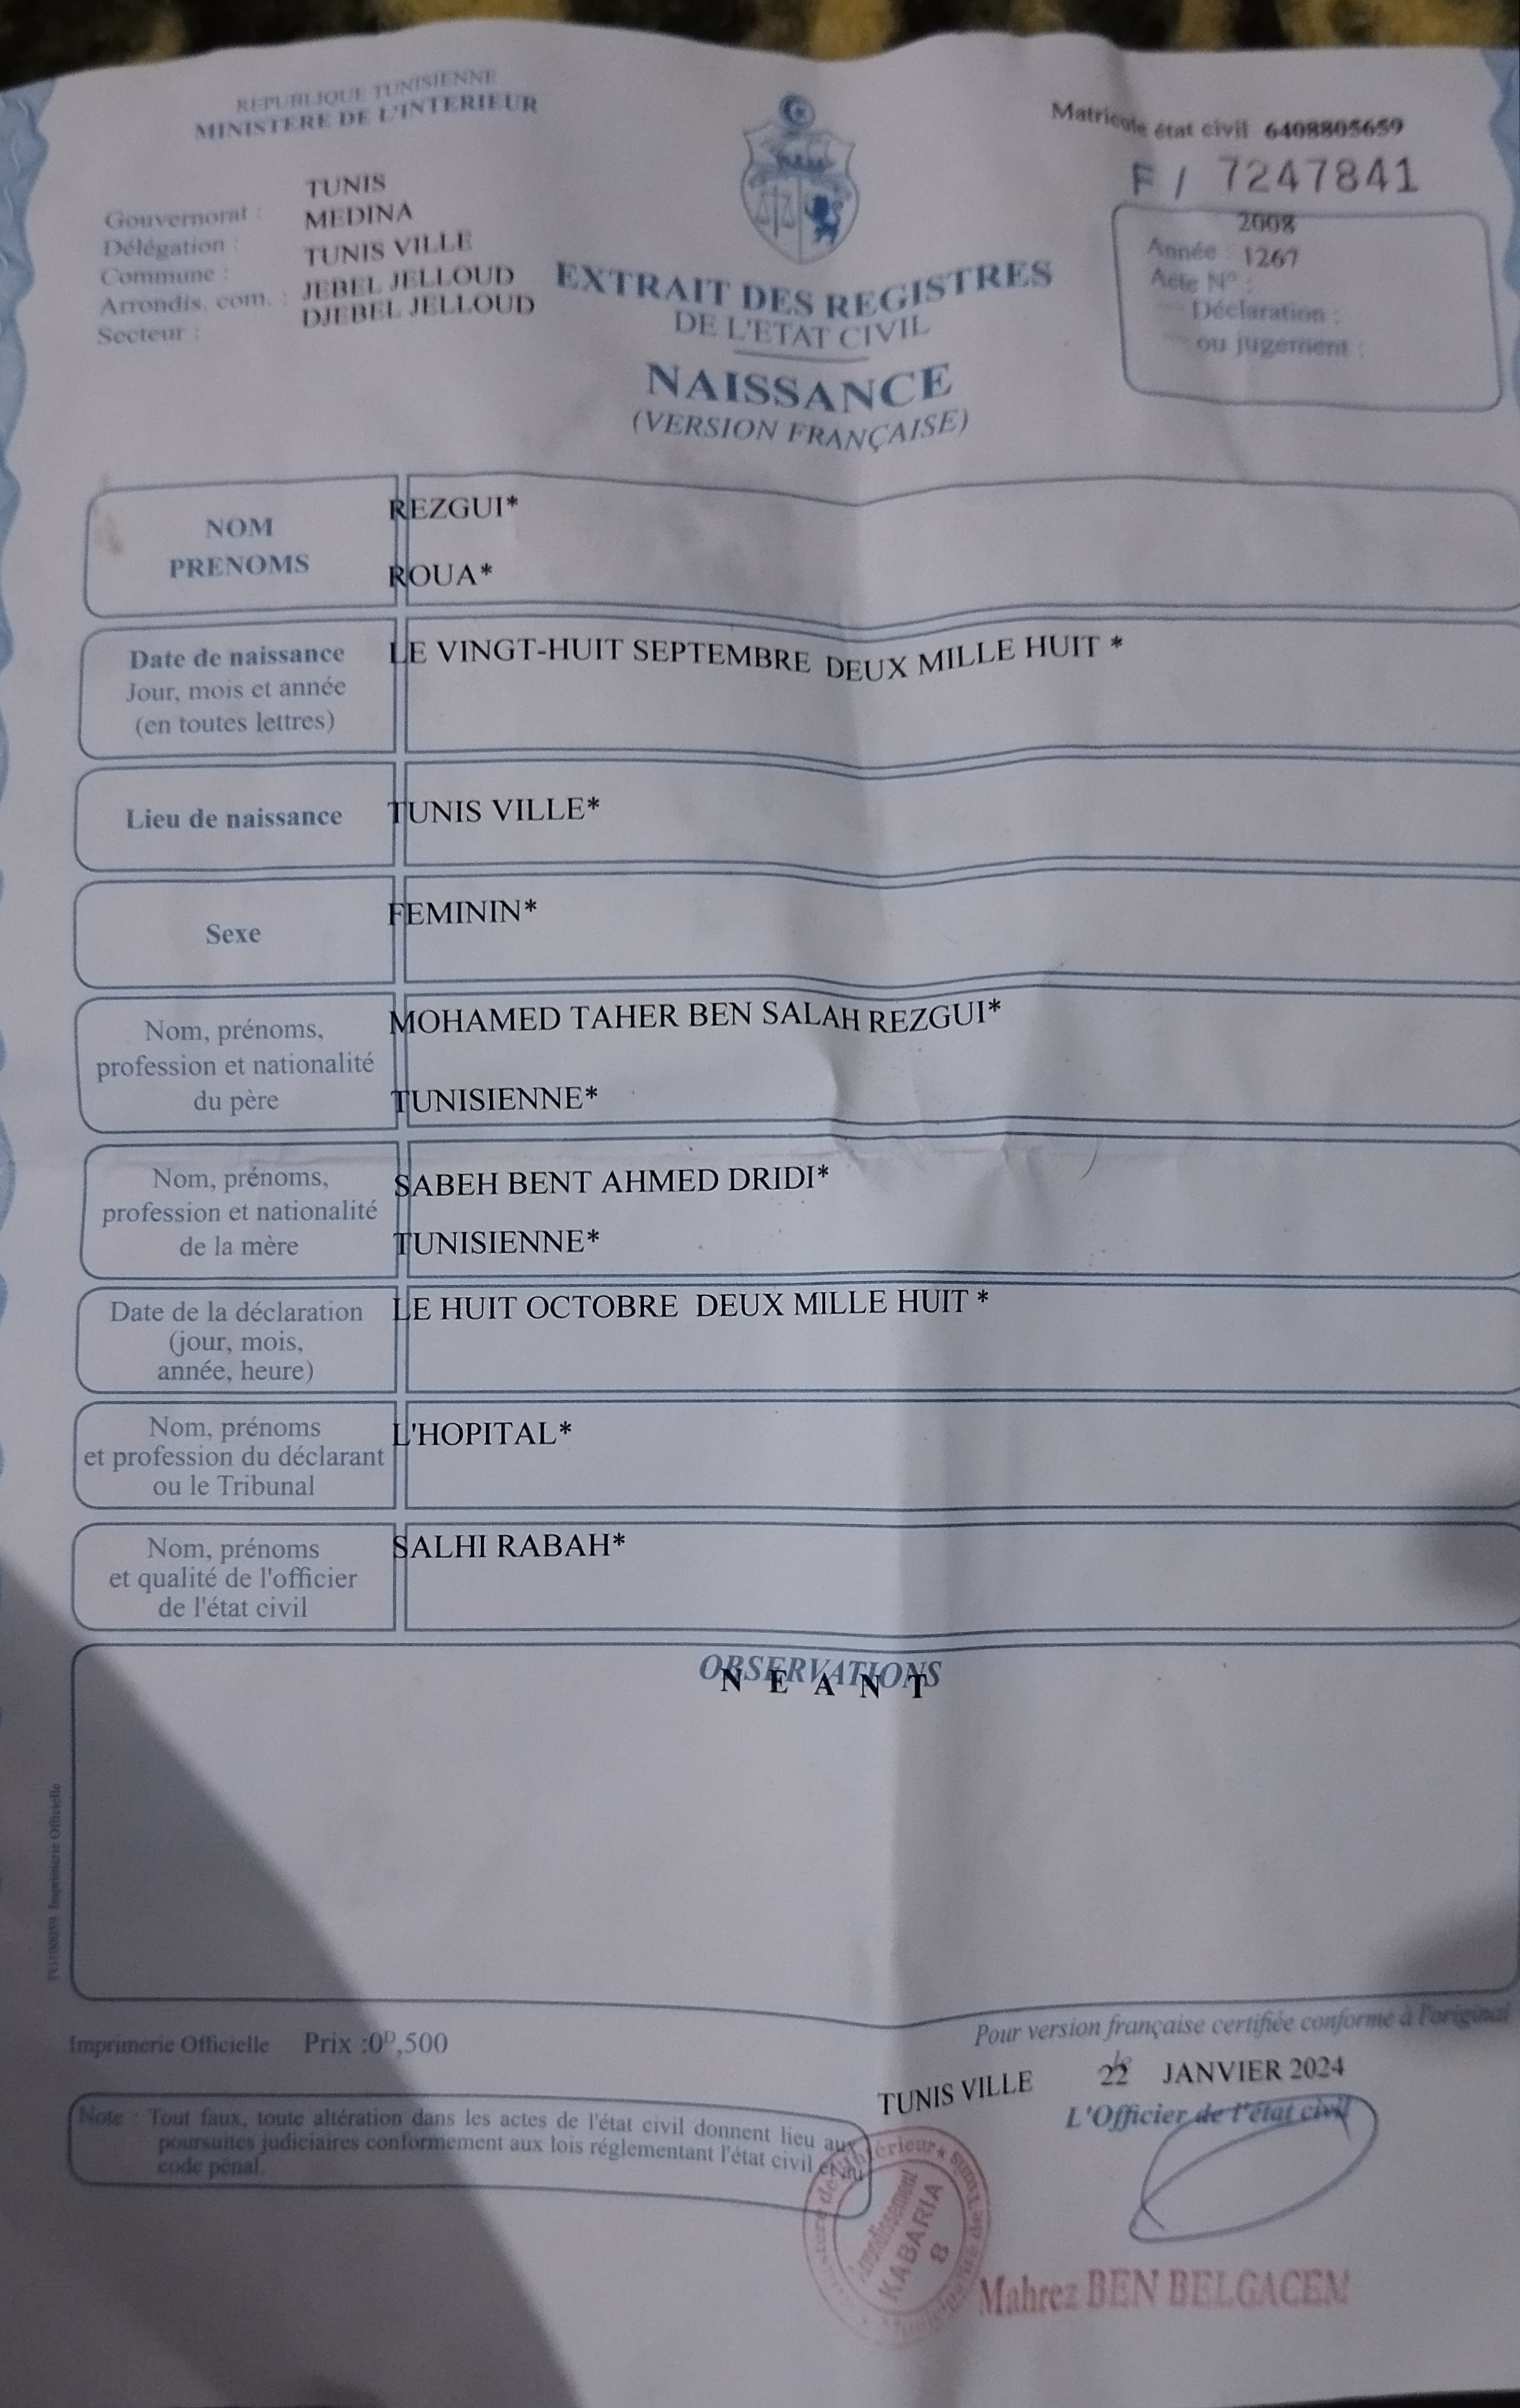 REPUBLIQUE TUNISIENNE
MINISTERE DE L'INTERIEUR
Matricule état civil 6408805659
F / 7247841
TUNIS
Gouvernorat : MEDINA
Délégation : TUNIS VILLE
Commune : JEBEL JELLOUD
Arrondis. com. : DJEBEL JELLOUD
Secteur :
2008
Année : 1267
Acte N° :
Déclaration :
ou jugement :
EXTRAIT DES REGISTRES
DE L'ETAT CIVIL
NAISSANCE
(VERSION FRANÇAISE)
NOM
PRENOMS
REZGUI*
ROUA*
Date de naissance
Jour, mois et année
(en toutes lettres)
LE VINGT-HUIT SEPTEMBRE DEUX MILLE HUIT *
Lieu de naissance
TUNIS VILLE*
Sexe
FEMININ*
Nom, prénoms,
profession et nationalité
du père
MOHAMED TAHER BEN SALAH REZGUI*
TUNISIENNE*
Nom, prénoms,
profession et nationalité
de la mère
SABEH BENT AHMED DRIDI*
TUNISIENNE*
Date de la déclaration
(jour, mois,
année, heure)
LE HUIT OCTOBRE DEUX MILLE HUIT *
Nom, prénoms
et profession du déclarant
ou le Tribunal
L'HOPITAL*
Nom, prénoms
et qualité de l'officier
de l'état civil
SALHI RABAH*
OBSERVATIONS
N E A N T
Imprimerie Officielle
Imprimerie Officielle Prix :0ᴰ,500
Pour version française certifiée conforme à l'original
TUNIS VILLE 22 JANVIER 2024
L'Officier de l'état civil
Note : Tout faux, toute altération dans les actes de l'état civil donnent lieu aux
poursuites judiciaires conformement aux lois réglementant l'état civil et au
code pénal.
Arrondissement
KABARIA
8
Mahrez BEN BELGACEM